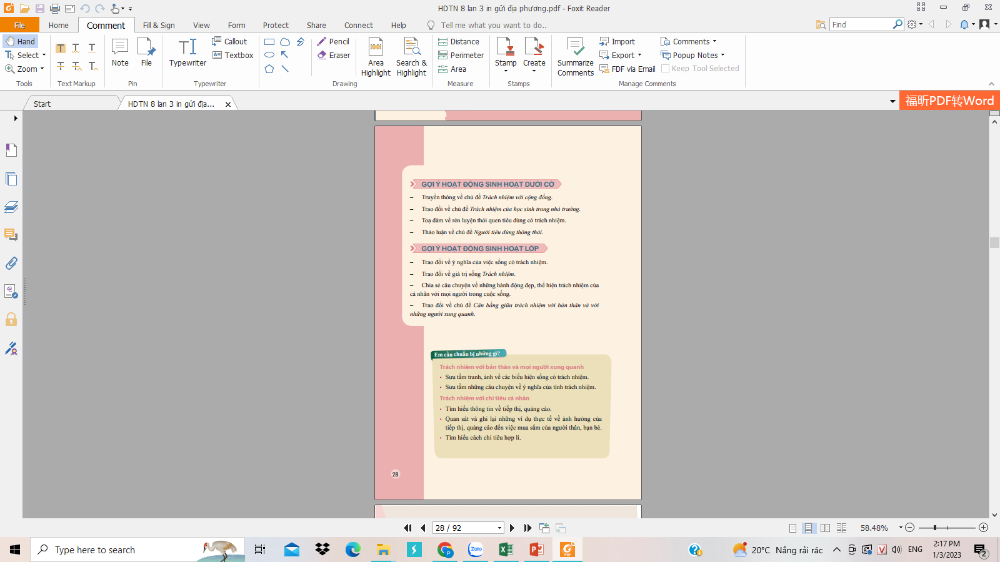 HDTN 8 lan 3 in gửi địa phương.pdf - Foxit Reader
File Home Comment Fill & Sign View Form Protect Share Connect Help Tell me what you want to do.. Find
Hand Callout Pencil Distance Import Comments
Select Textbox Eraser Perimeter Export Popup Notes
Zoom Note File Typewriter Area Highlight Search & Highlight Area Stamp Create Summarize Comments FDF via Email Keep Tool Selected
Tools Text Markup Pin Typewriter Drawing Measure Stamps Manage Comments
Start HDTN 8 lan 3 in gửi địa... 福昕PDF转Word
GỢI Ý HOẠT ĐỘNG SINH HOẠT DƯỚI CỜ
– Truyền thông về chủ đề Trách nhiệm với cộng đồng.
– Trao đổi về chủ đề Trách nhiệm của học sinh trong nhà trường.
– Toạ đàm về rèn luyện thói quen tiêu dùng có trách nhiệm.
– Thảo luận về chủ đề Người tiêu dùng thông thái.
GỢI Ý HOẠT ĐỘNG SINH HOẠT LỚP
– Trao đổi về ý nghĩa của việc sống có trách nhiệm.
– Trao đổi về giá trị sống Trách nhiệm.
– Chia sẻ câu chuyện về những hành động đẹp, thể hiện trách nhiệm của
cá nhân với mọi người trong cuộc sống.
– Trao đổi về chủ đề Cân bằng giữa trách nhiệm với bản thân và với
những người xung quanh.
Em cần chuẩn bị những gì?
Trách nhiệm với bản thân và mọi người xung quanh
• Sưu tầm tranh, ảnh về các biểu hiện sống có trách nhiệm.
• Sưu tầm những câu chuyện về ý nghĩa của tính trách nhiệm.
Trách nhiệm với chi tiêu cá nhân
• Tìm hiểu thông tin về tiếp thị, quảng cáo.
• Quan sát và ghi lại những ví dụ thực tế về ảnh hưởng của
tiếp thị, quảng cáo đến việc mua sắm của người thân, bạn bè.
• Tìm hiểu cách chi tiêu hợp lí.
28
28 / 92 58.48%
Type here to search Zalo 20°C Nắng rải rác ENG 2:17 PM
1/3/2023 2